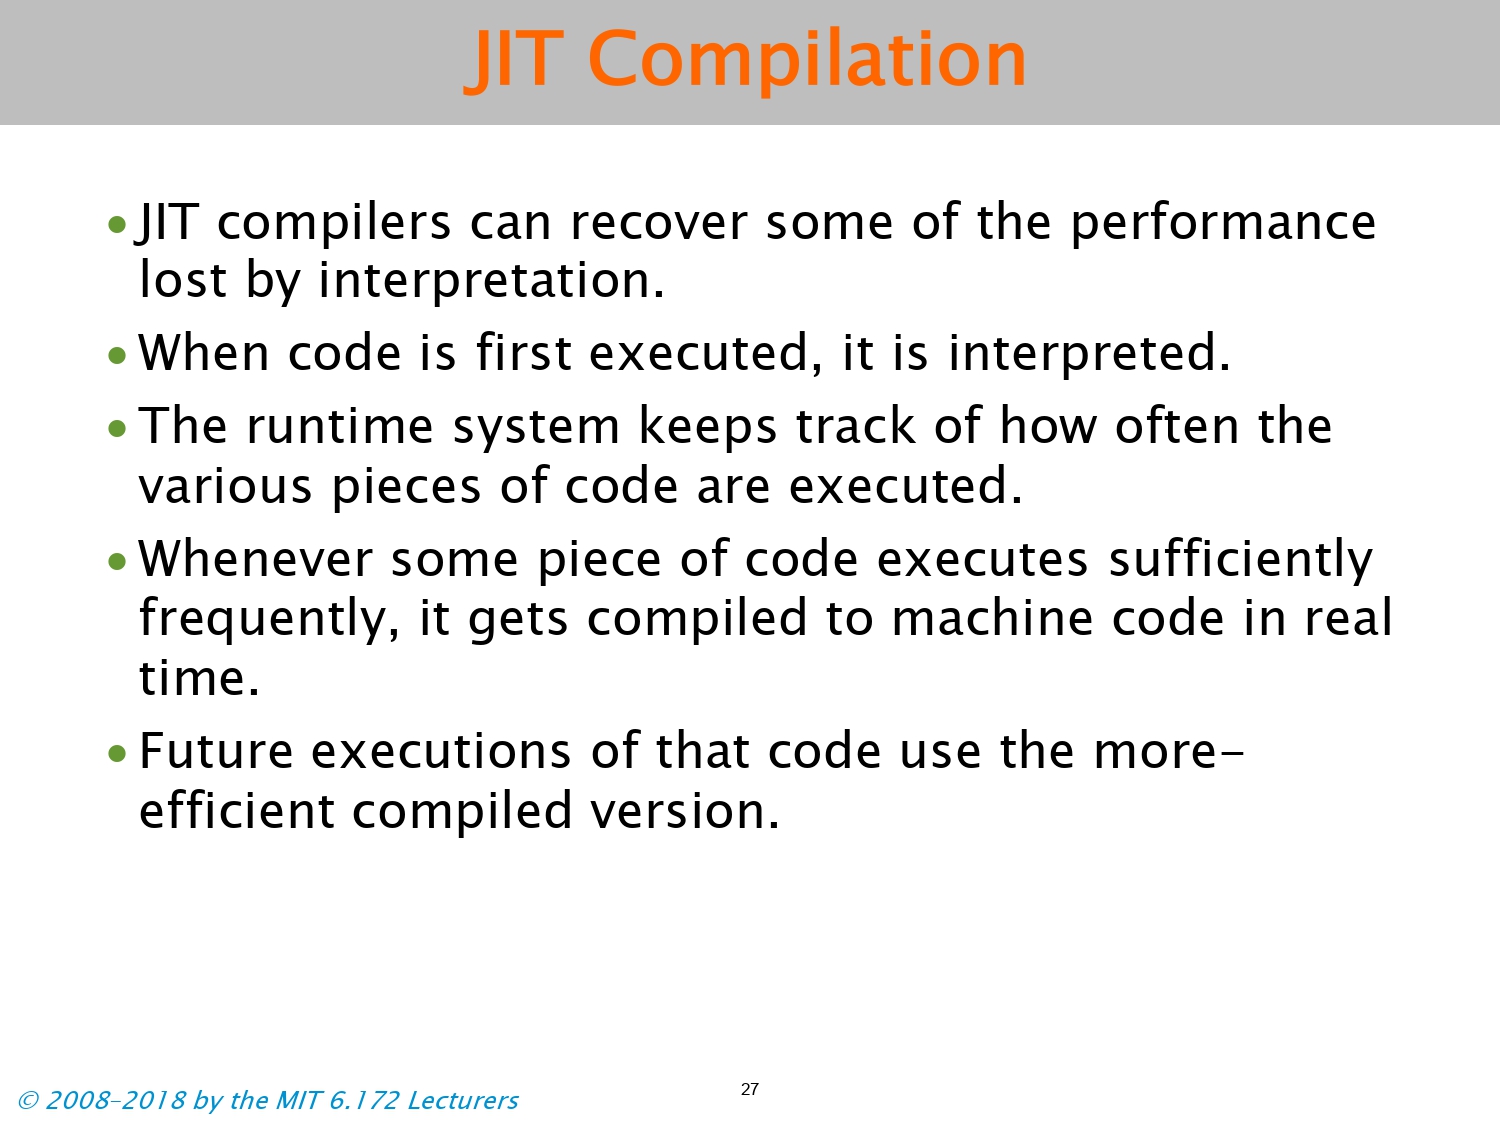 JIT Compilation
• JIT compilers can recover some of the performance
lost by interpretation.
• When code is first executed, it is interpreted.
• The runtime system keeps track of how often the
various pieces of code are executed.
• Whenever some piece of code executes sufficiently
frequently, it gets compiled to machine code in real
time.
• Future executions of that code use the more-
efficient compiled version.
© 2008–2018 by the MIT 6.172 Lecturers
27